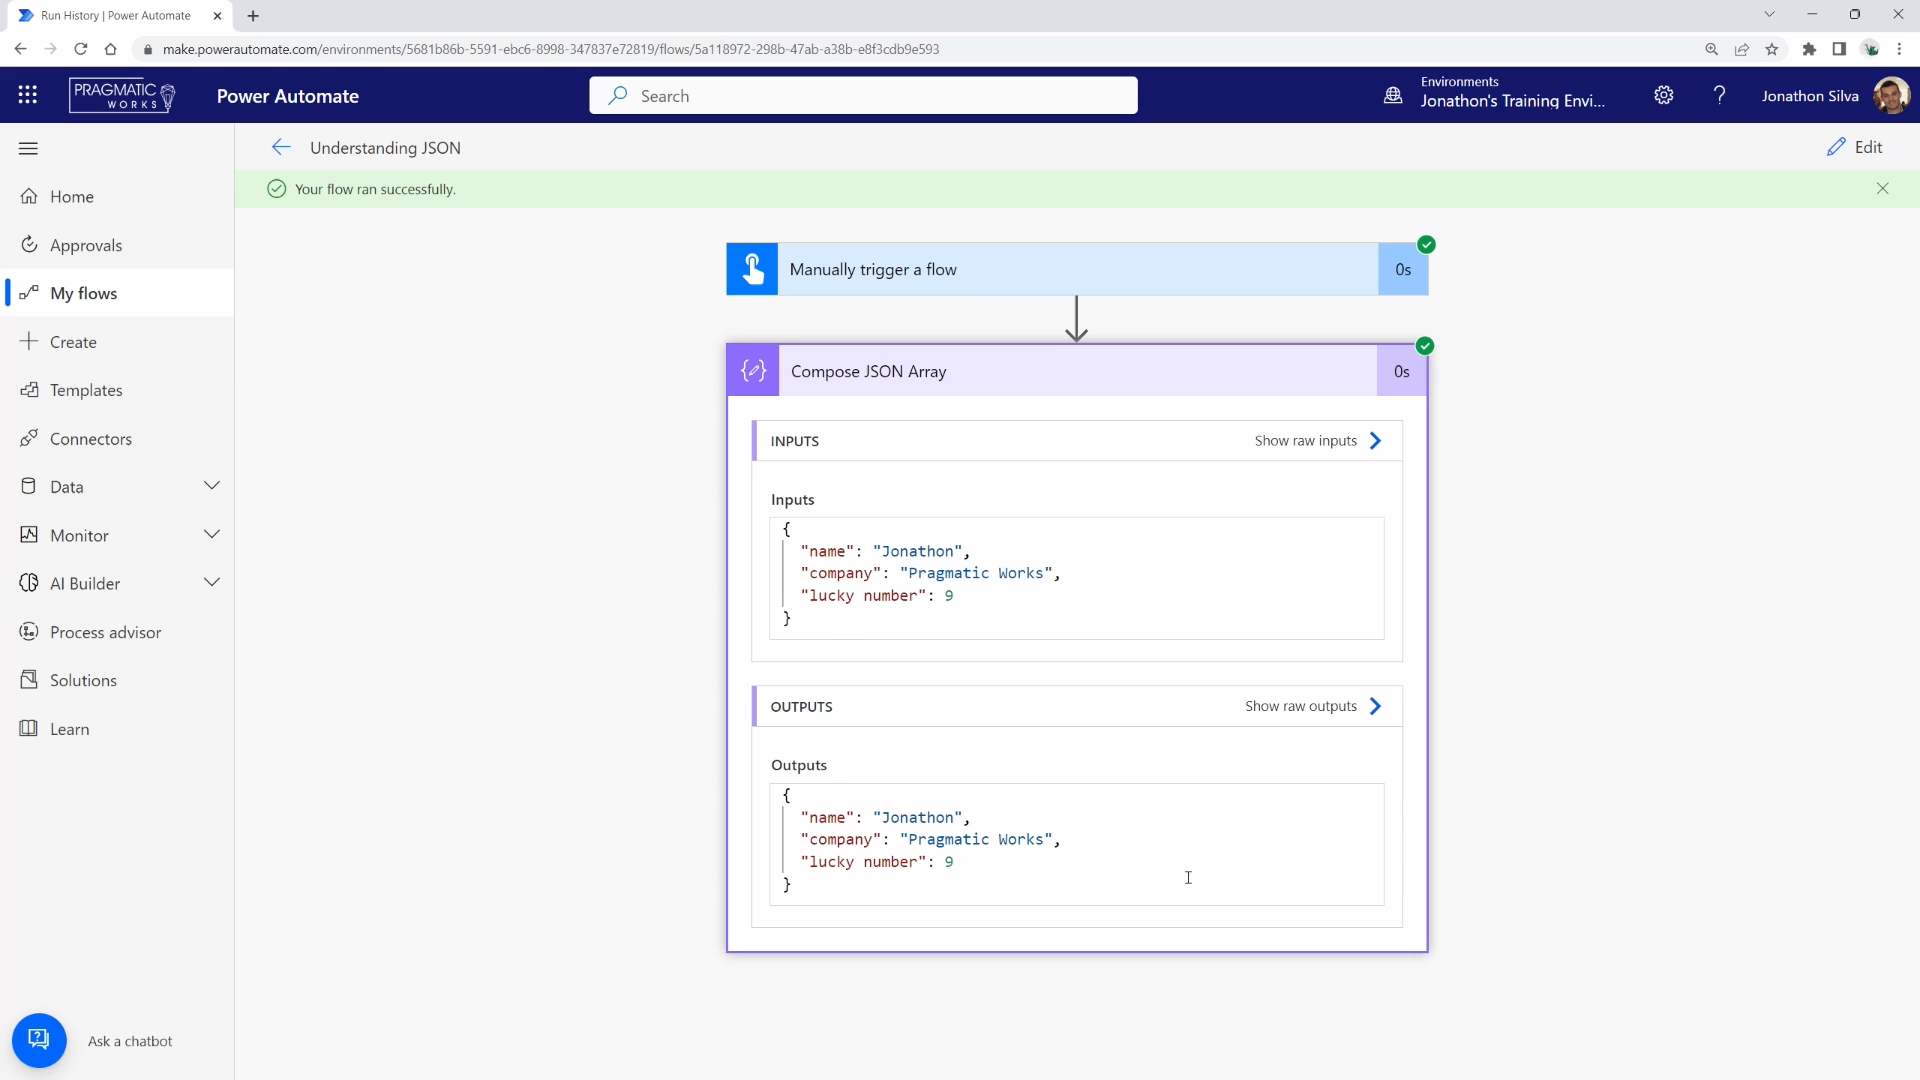 Run History | Power Automate
make.powerautomate.com/environments/5681b86b-5591-ebc6-8998-347837e72819/flows/5a118972-298b-47ab-a38b-e8f3cdb9e593
PRAGMATIC
WORKS
Power Automate
Search
Environments
Jonathon's Training Envi...
?
Jonathon Silva
Understanding JSON
Edit
Your flow ran successfully.
Home
Approvals
My flows
Create
Templates
Connectors
Data
Monitor
AI Builder
Process advisor
Solutions
Learn
Ask a chatbot
Manually trigger a flow
0s
Compose JSON Array
0s
INPUTS
Show raw inputs
Inputs
{
"name": "Jonathon",
"company": "Pragmatic Works",
"lucky number": 9
}
OUTPUTS
Show raw outputs
Outputs
{
"name": "Jonathon",
"company": "Pragmatic Works",
"lucky number": 9
}